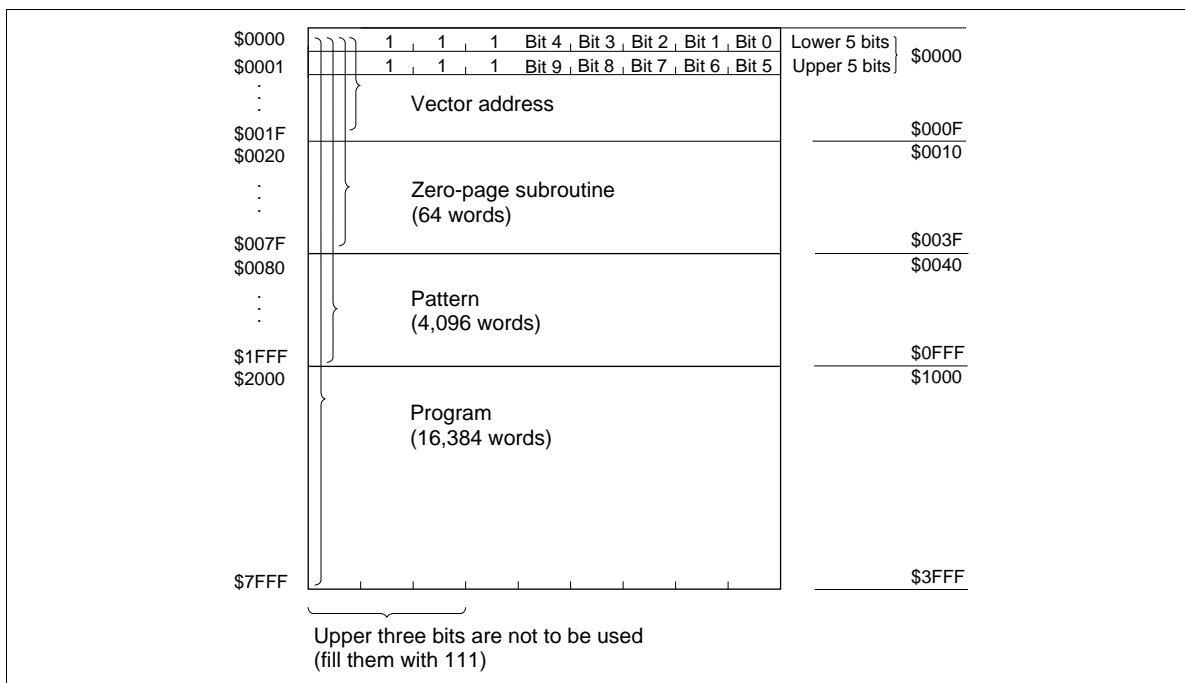 $0000 1 1 1 Bit 4 Bit 3 Bit 2 Bit 1 Bit 0 Lower 5 bits
$0001 1 1 1 Bit 9 Bit 8 Bit 7 Bit 6 Bit 5 Upper 5 bits $0000
.
.
.
Vector address
$001F $000F
$0020 $0010
.
.
.
Zero-page subroutine
(64 words)
$007F $003F
$0080 $0040
.
.
.
Pattern
(4,096 words)
$1FFF $0FFF
$2000 $1000
Program
(16,384 words)
$7FFF $3FFF
Upper three bits are not to be used
(fill them with 111)